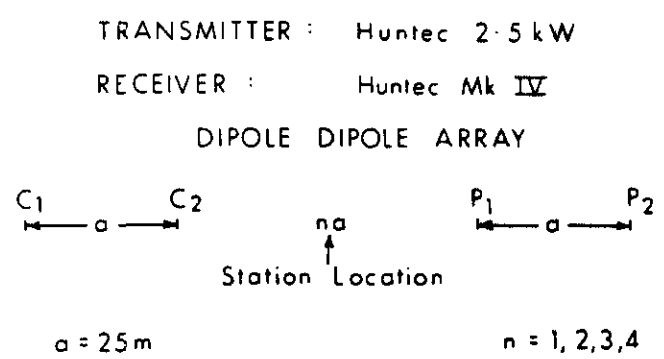 TRANSMITTER : Huntec 2·5 kW
RECEIVER : Huntec Mk IV
DIPOLE DIPOLE ARRAY
C1 C2 P1 P2
a na a
Station Location
a = 25m n = 1, 2, 3, 4